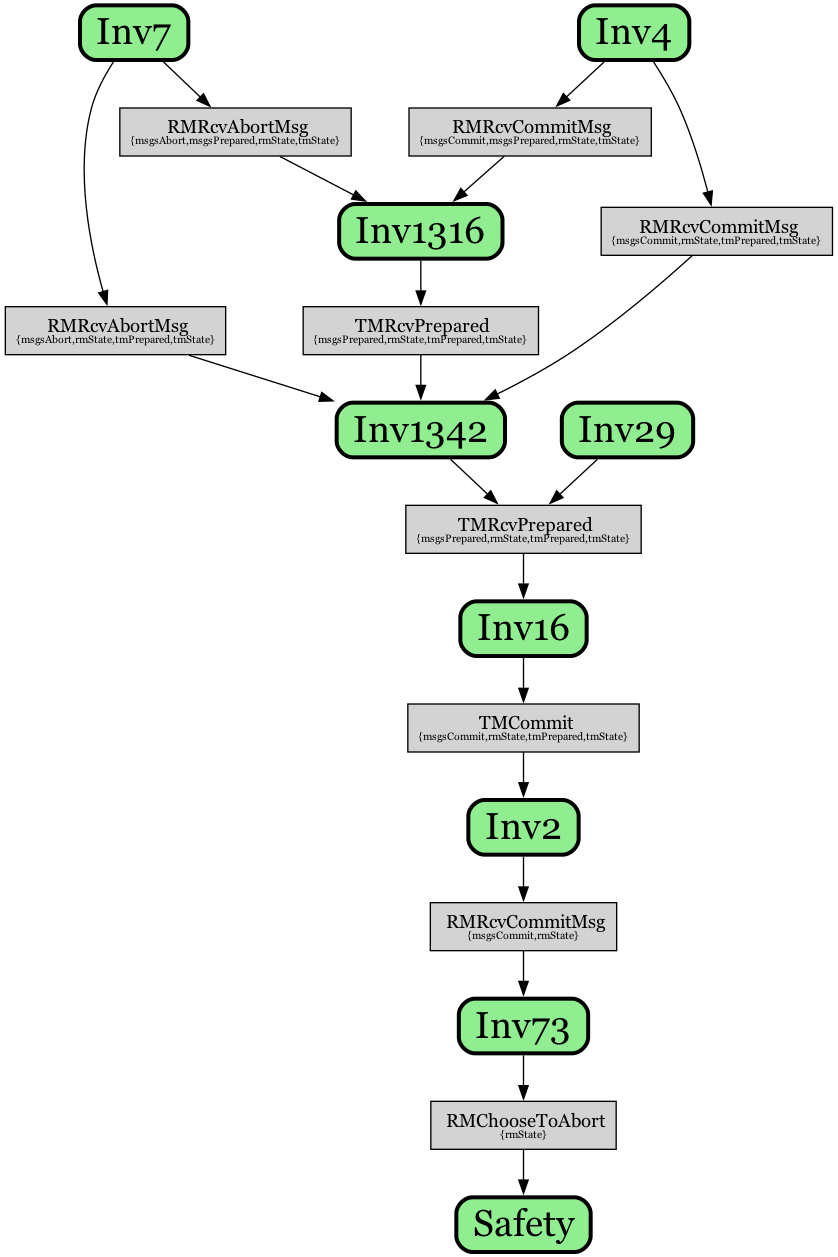 Inv7
Inv4
RMRcvAbortMsg
{msgsAbort,msgsPrepared,rmState,tmState}
RMRcvCommitMsg
{msgsCommit,msgsPrepared,rmState,tmState}
Inv1316
RMRcvCommitMsg
{msgsCommit,rmState,tmPrepared,tmState}
RMRcvAbortMsg
{msgsAbort,rmState,tmPrepared,tmState}
TMRcvPrepared
{msgsPrepared,rmState,tmPrepared,tmState}
Inv1342
Inv29
TMRcvPrepared
{msgsPrepared,rmState,tmPrepared,tmState}
Inv16
TMCommit
{msgsCommit,rmState,tmPrepared,tmState}
Inv2
RMRcvCommitMsg
{msgsCommit,rmState}
Inv73
RMChooseToAbort
{rmState}
Safety